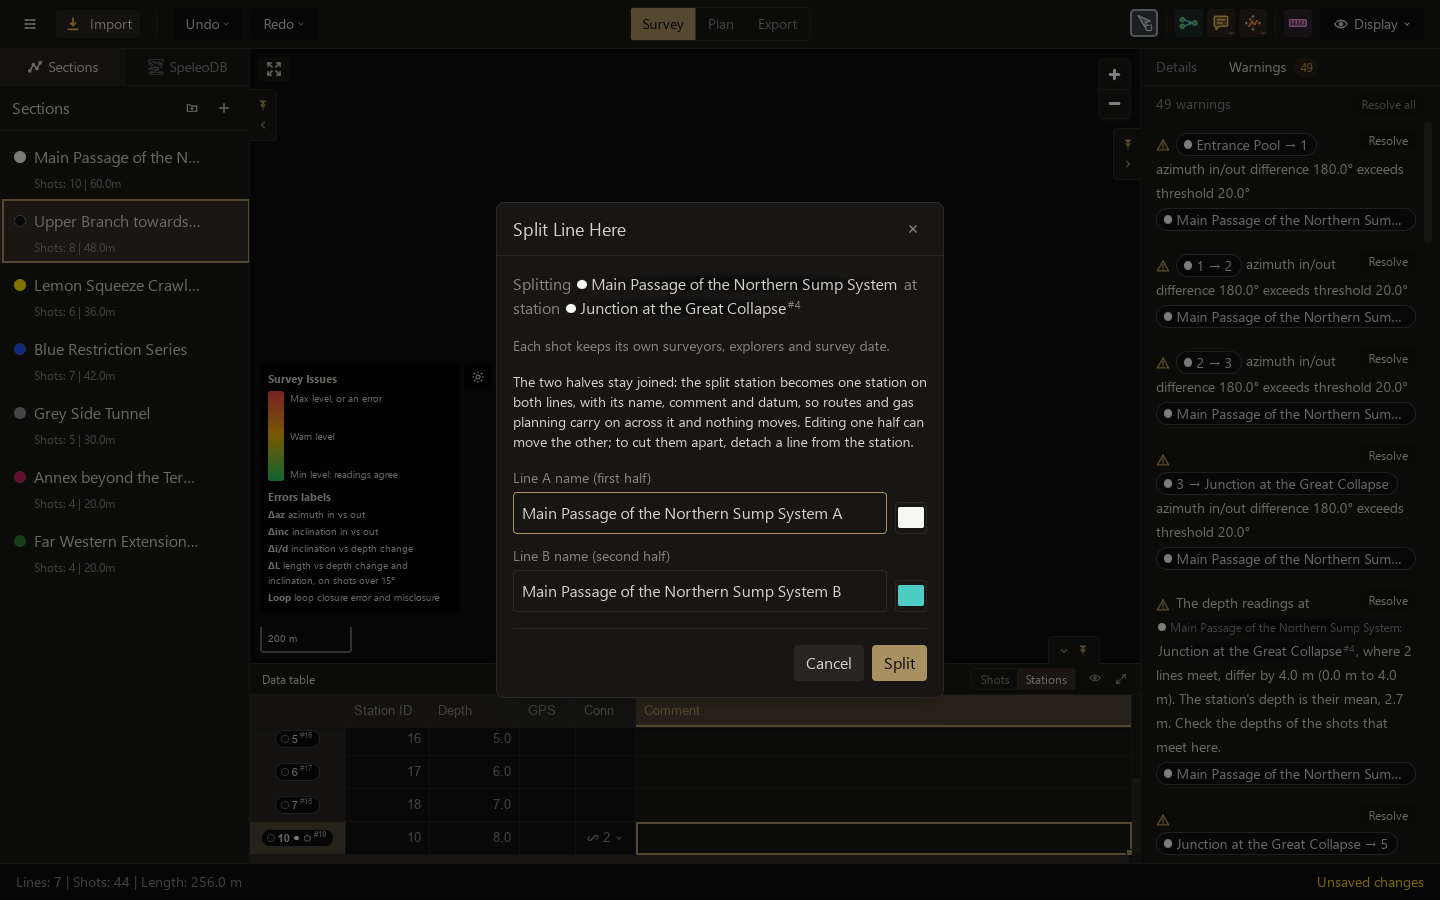 Import
Undo
Redo
Survey
Plan
Export
Display
Sections
SpeleoDB
Sections
Main Passage of the N...
Shots: 10 | 60.0m
Upper Branch towards...
Shots: 8 | 48.0m
Lemon Squeeze Crawl...
Shots: 6 | 36.0m
Blue Restriction Series
Shots: 7 | 42.0m
Grey Side Tunnel
Shots: 5 | 30.0m
Annex beyond the Ter...
Shots: 4 | 20.0m
Far Western Extension...
Shots: 4 | 20.0m
Survey Issues
Max level, or an error
Warn level
Min level: readings agree
Errors labels
Δaz azimuth in vs out
Δinc inclination in vs out
Δi/d inclination vs depth change
ΔL length vs depth change and
inclination, on shots over 15°
Loop loop closure error and misclosure
200 m
Split Line Here
Splitting Main Passage of the Northern Sump System at
station Junction at the Great Collapse #4
Each shot keeps its own surveyors, explorers and survey date.
The two halves stay joined: the split station becomes one station on
both lines, with its name, comment and datum, so routes and gas
planning carry on across it and nothing moves. Editing one half can
move the other; to cut them apart, detach a line from the station.
Line A name (first half)
Main Passage of the Northern Sump System A
Line B name (second half)
Main Passage of the Northern Sump System B
Cancel
Split
Data table
Shots
Stations
Station ID Depth GPS Conn Comment
5 #16 16 5.0
6 #17 17 6.0
7 #18 18 7.0
10 #10 10 8.0 2
Details
Warnings 49
49 warnings
Resolve all
Entrance Pool → 1
Resolve
azimuth in/out difference 180.0° exceeds
threshold 20.0°
Main Passage of the Northern Sum...
1 → 2 azimuth in/out
Resolve
difference 180.0° exceeds threshold 20.0°
Main Passage of the Northern Sum...
2 → 3 azimuth in/out
Resolve
difference 180.0° exceeds threshold 20.0°
Main Passage of the Northern Sum...
Resolve
3 → Junction at the Great Collapse
azimuth in/out difference 180.0° exceeds
threshold 20.0°
Main Passage of the Northern Sum...
The depth readings at
Resolve
Main Passage of the Northern Sump System:
Junction at the Great Collapse #4, where 2
lines meet, differ by 4.0 m (0.0 m to 4.0
m). The station's depth is their mean, 2.7
m. Check the depths of the shots that
meet here.
Main Passage of the Northern Sum...
Resolve
Junction at the Great Collapse → 5
Lines: 7 | Shots: 44 | Length: 256.0 m
Unsaved changes